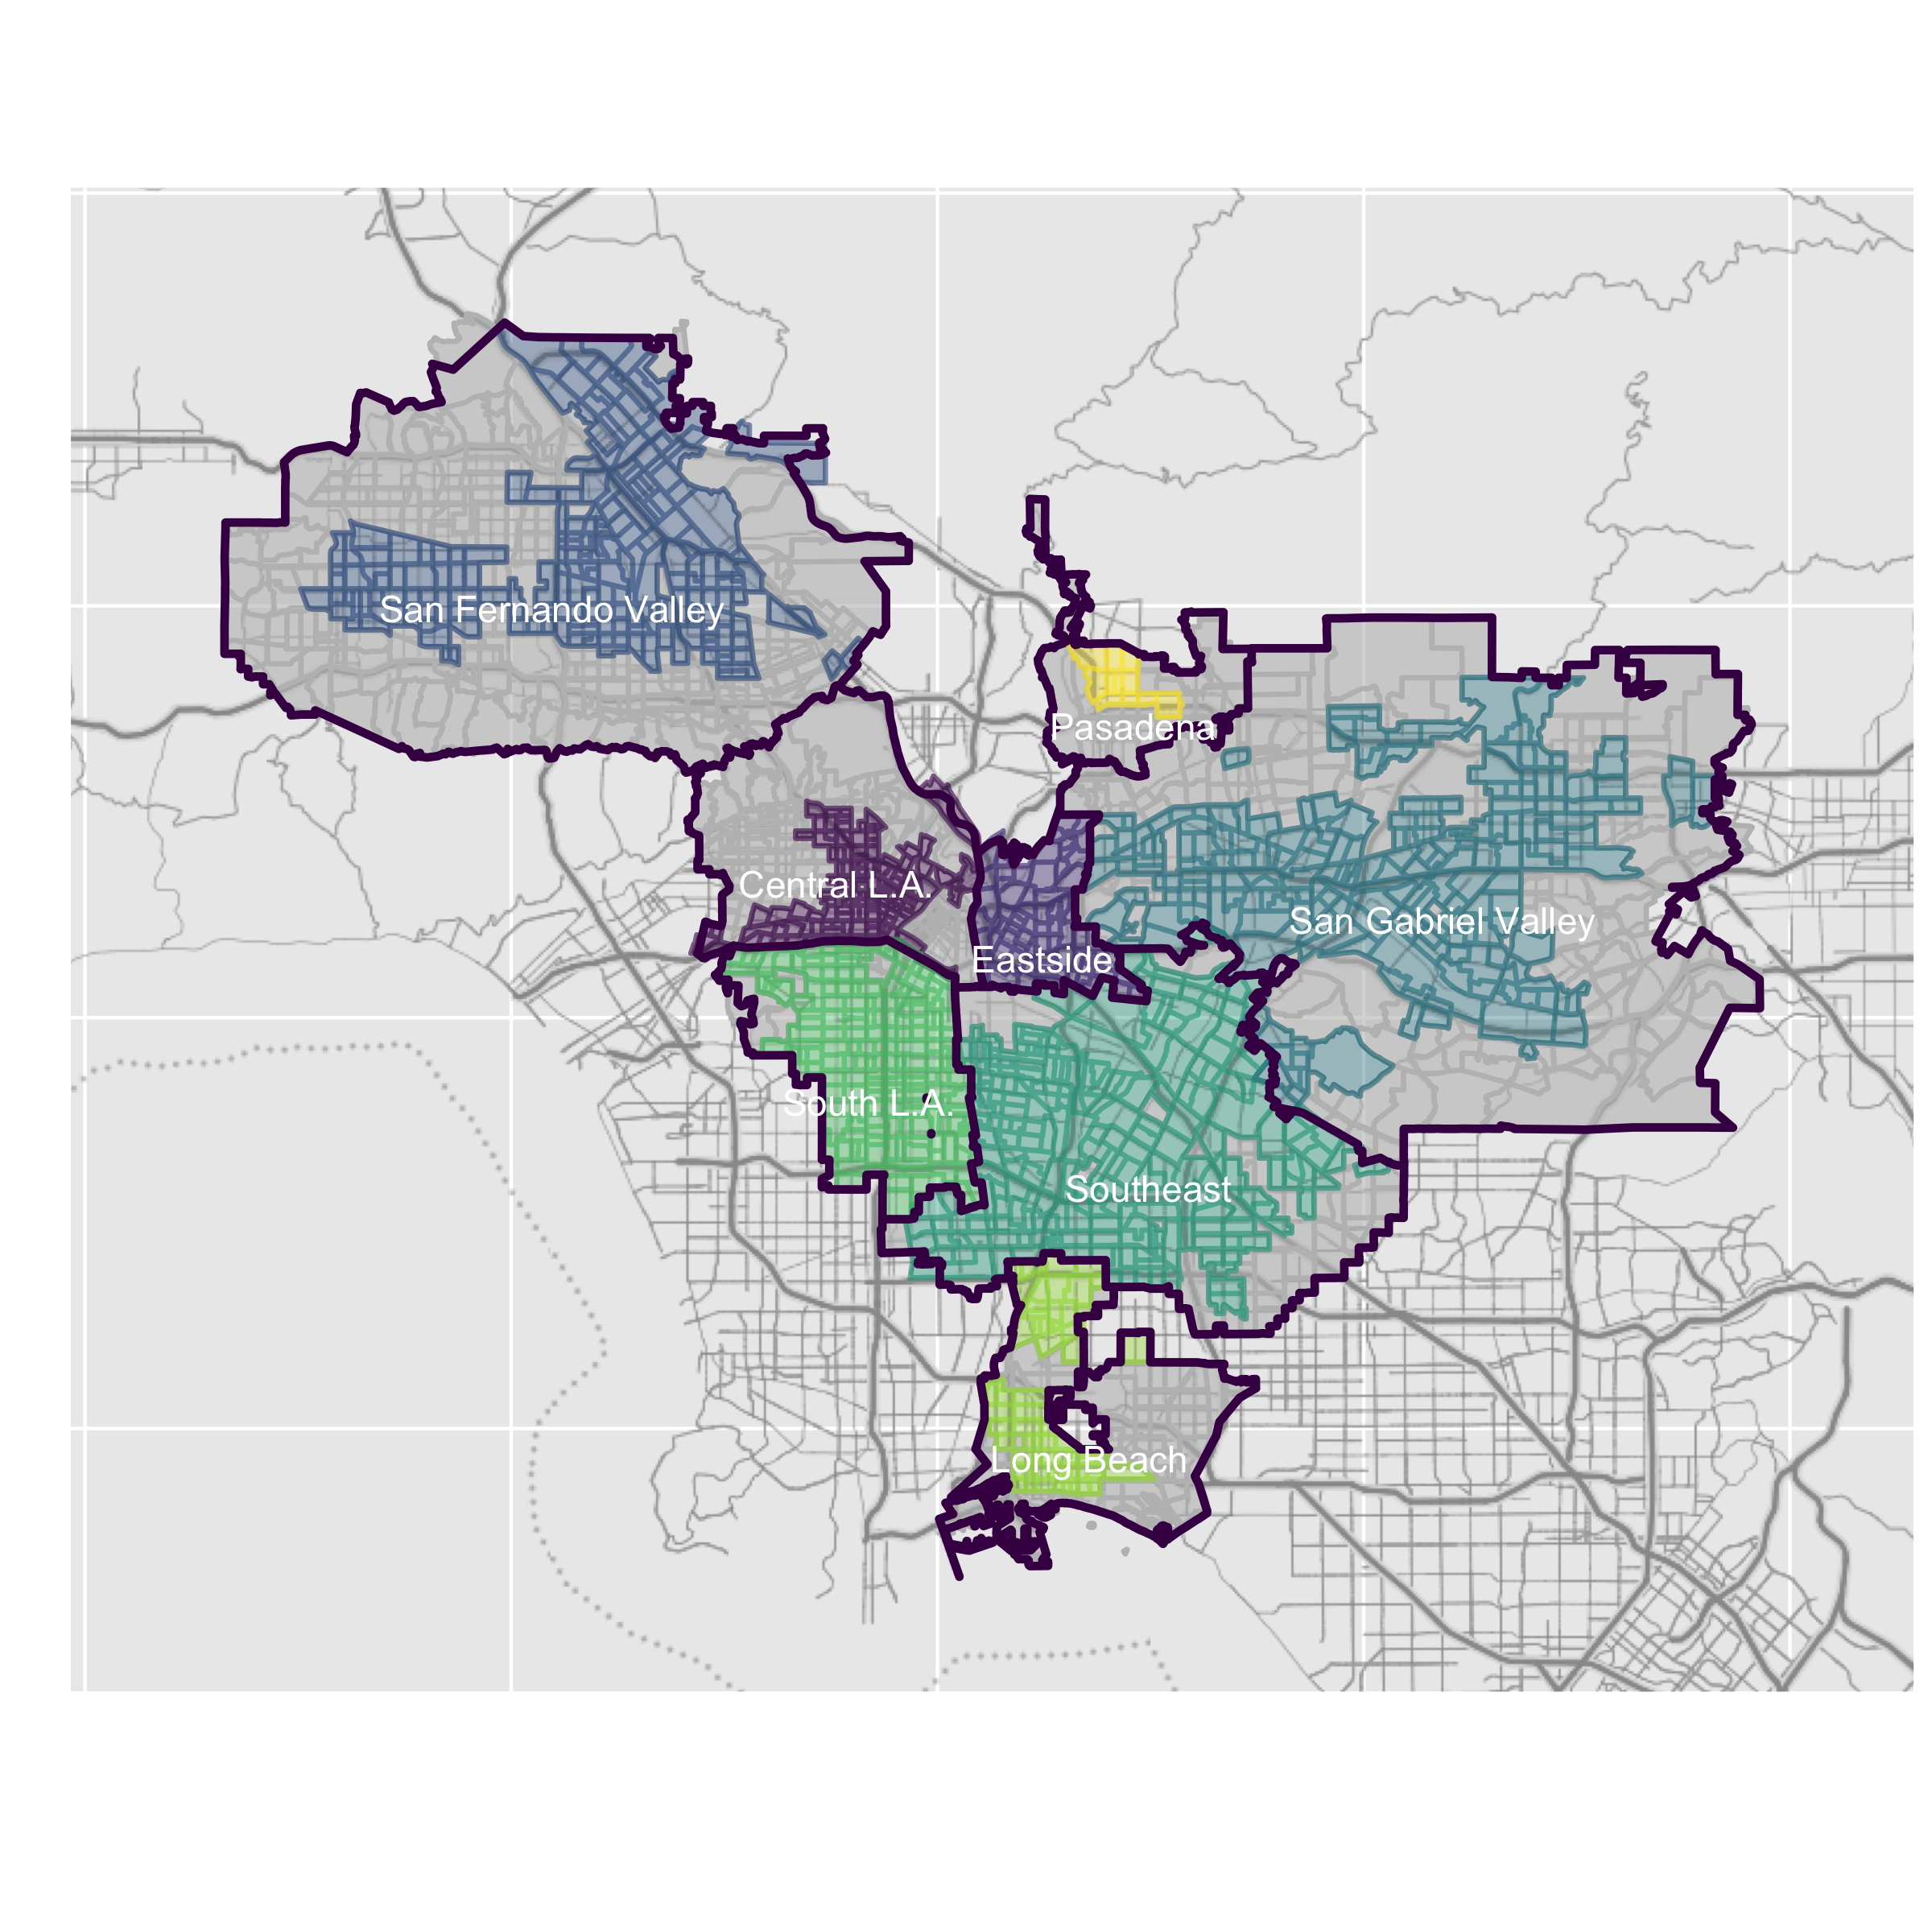 San Fernando Valley
Pasadena
Central L.A.
San Gabriel Valley
Eastside
South L.A.
Southeast
Long Beach